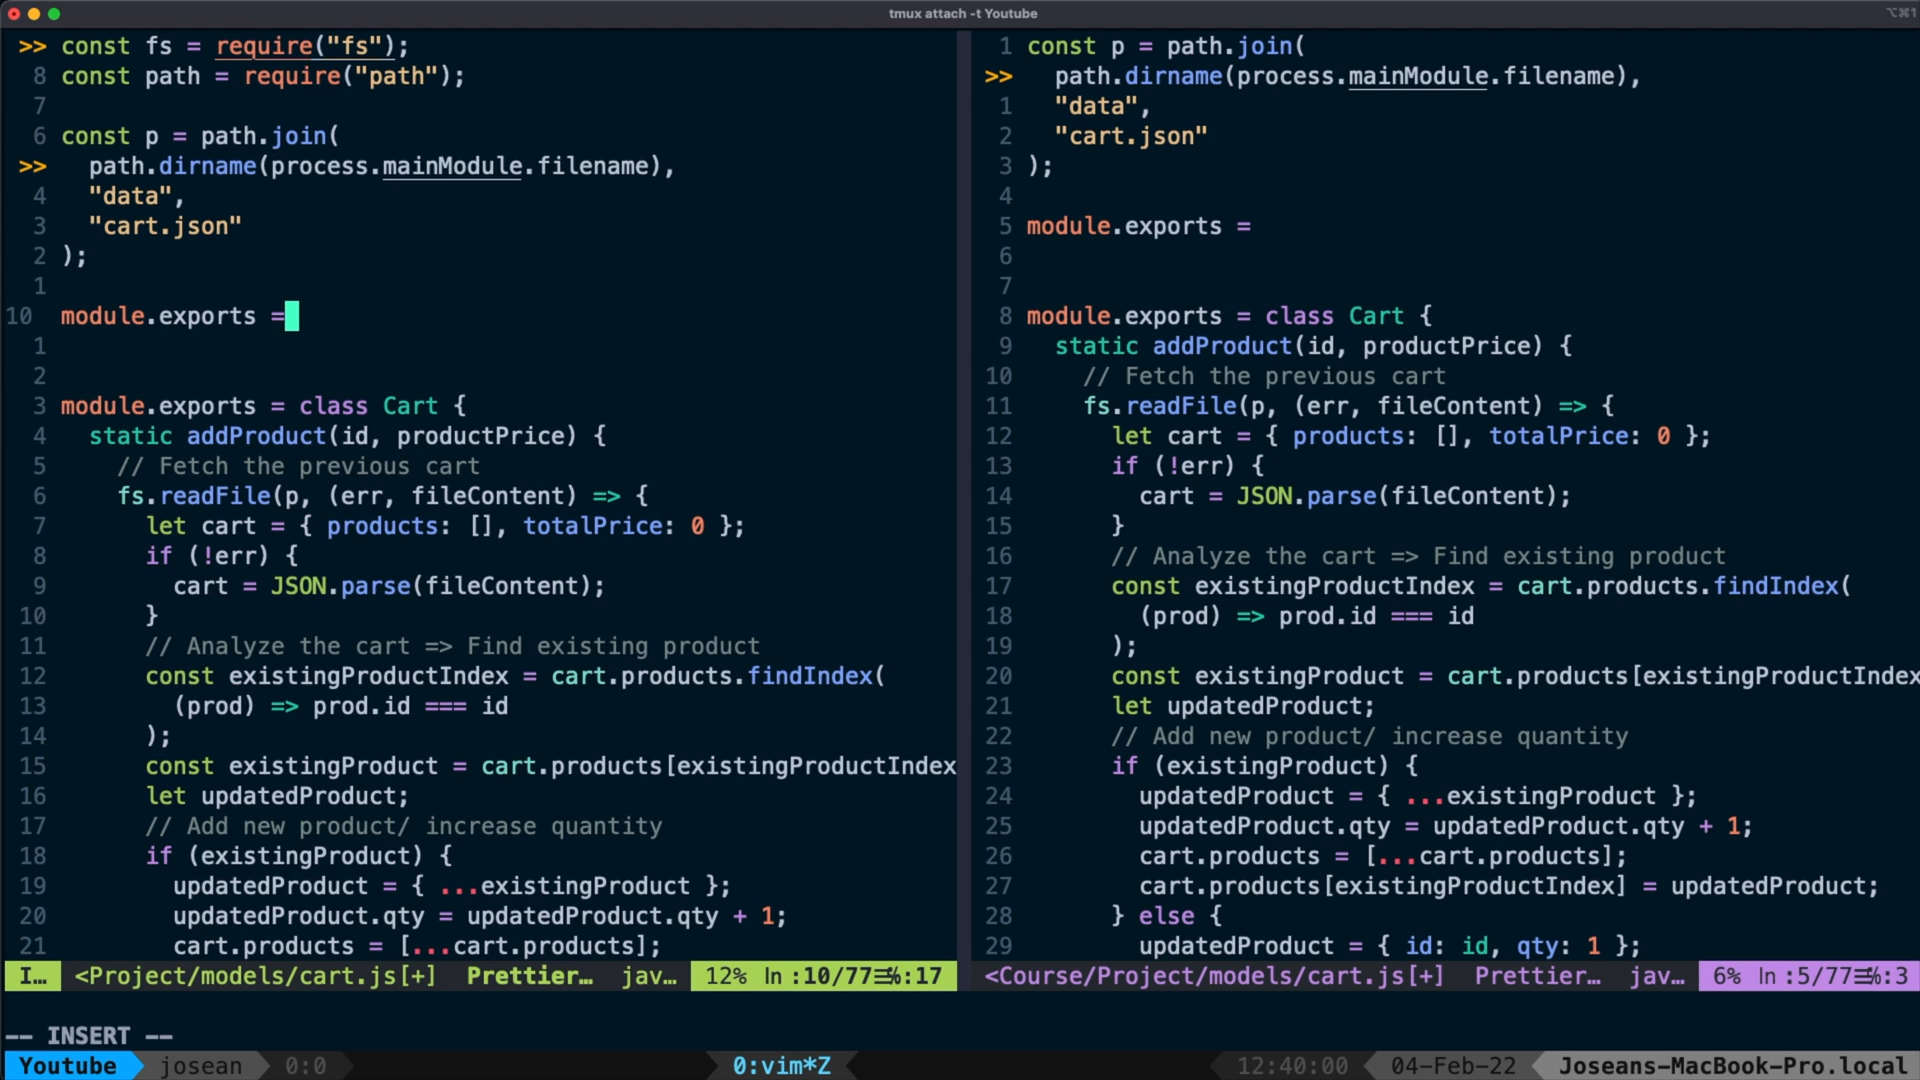 tmux attach -t Youtube
⌥⌘1
>> const fs = require("fs");
8 const path = require("path");
7
6 const p = path.join(
>> path.dirname(process.mainModule.filename),
4 "data",
3 "cart.json"
2 );
1
10 module.exports =
1
2
3 module.exports = class Cart {
4 static addProduct(id, productPrice) {
5 // Fetch the previous cart
6 fs.readFile(p, (err, fileContent) => {
7 let cart = { products: [], totalPrice: 0 };
8 if (!err) {
9 cart = JSON.parse(fileContent);
10 }
11 // Analyze the cart => Find existing product
12 const existingProductIndex = cart.products.findIndex(
13 (prod) => prod.id === id
14 );
15 const existingProduct = cart.products[existingProductIndex
16 let updatedProduct;
17 // Add new product/ increase quantity
18 if (existingProduct) {
19 updatedProduct = { ...existingProduct };
20 updatedProduct.qty = updatedProduct.qty + 1;
21 cart.products = [...cart.products];
I… <Project/models/cart.js[+] Prettier… jav… 12% ln :10/77☰%:17
1 const p = path.join(
>> path.dirname(process.mainModule.filename),
1 "data",
2 "cart.json"
3 );
4
5 module.exports =
6
7
8 module.exports = class Cart {
9 static addProduct(id, productPrice) {
10 // Fetch the previous cart
11 fs.readFile(p, (err, fileContent) => {
12 let cart = { products: [], totalPrice: 0 };
13 if (!err) {
14 cart = JSON.parse(fileContent);
15 }
16 // Analyze the cart => Find existing product
17 const existingProductIndex = cart.products.findIndex(
18 (prod) => prod.id === id
19 );
20 const existingProduct = cart.products[existingProductIndex
21 let updatedProduct;
22 // Add new product/ increase quantity
23 if (existingProduct) {
24 updatedProduct = { ...existingProduct };
25 updatedProduct.qty = updatedProduct.qty + 1;
26 cart.products = [...cart.products];
27 cart.products[existingProductIndex] = updatedProduct;
28 } else {
29 updatedProduct = { id: id, qty: 1 };
<Course/Project/models/cart.js[+] Prettier… jav… 6% ln :5/77☰%:3
-- INSERT --
Youtube josean 0:0 0:vim*Z 12:40:00 04-Feb-22 Joseans-MacBook-Pro.local